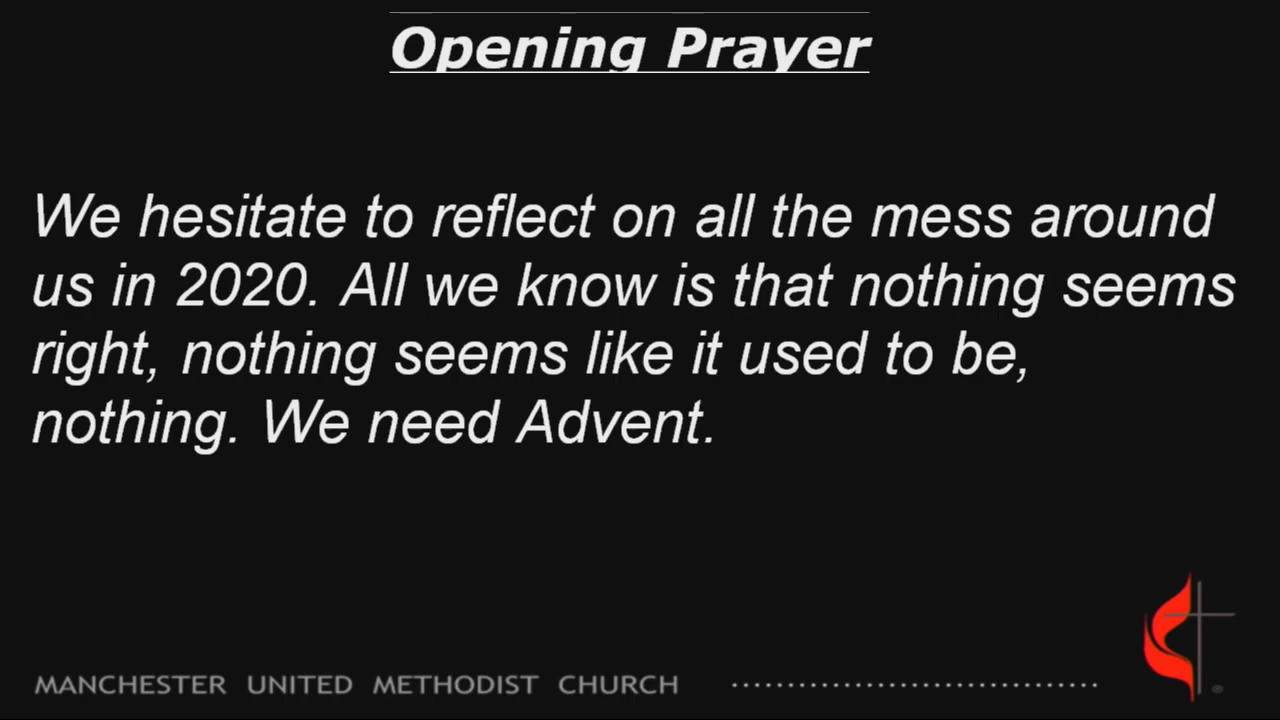 Opening Prayer
We hesitate to reflect on all the mess around
us in 2020. All we know is that nothing seems
right, nothing seems like it used to be,
nothing. We need Advent.
MANCHESTER UNITED METHODIST CHURCH
®